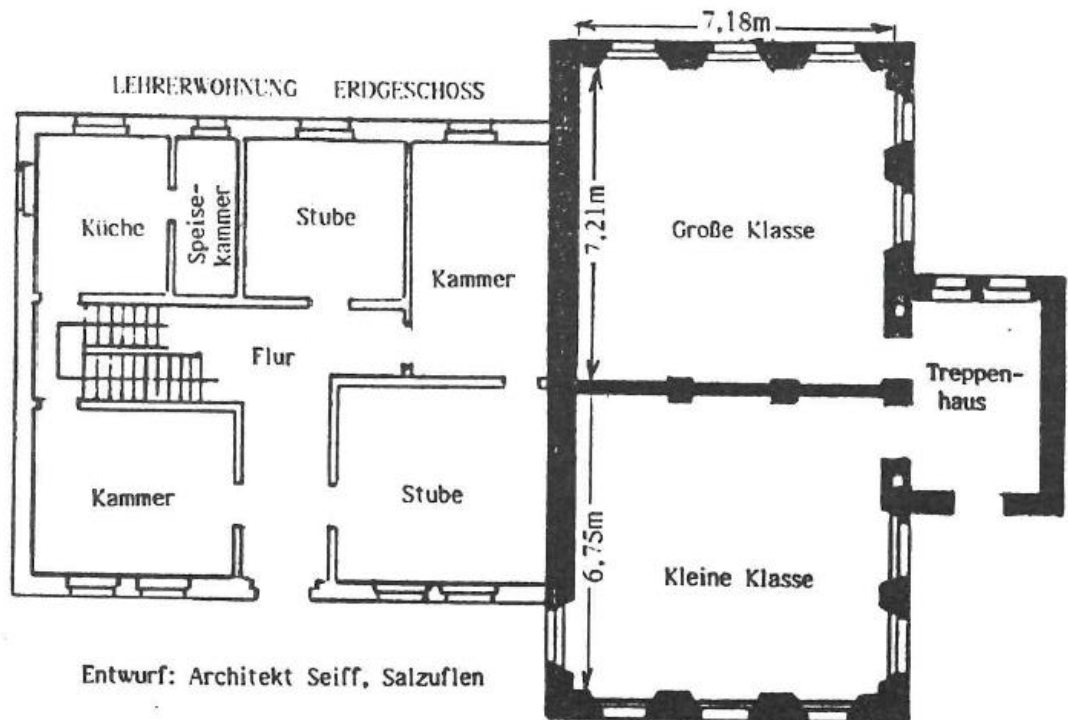 7,18m
LEHRERWOHNUNG ERDGESCHOSS
Küche
Speise-
kammer
Stube
Kammer
7,21m
Große Klasse
Flur
Treppen-
haus
Kammer
Stube
6,75m
Kleine Klasse
Entwurf: Architekt Seiff, Salzuflen